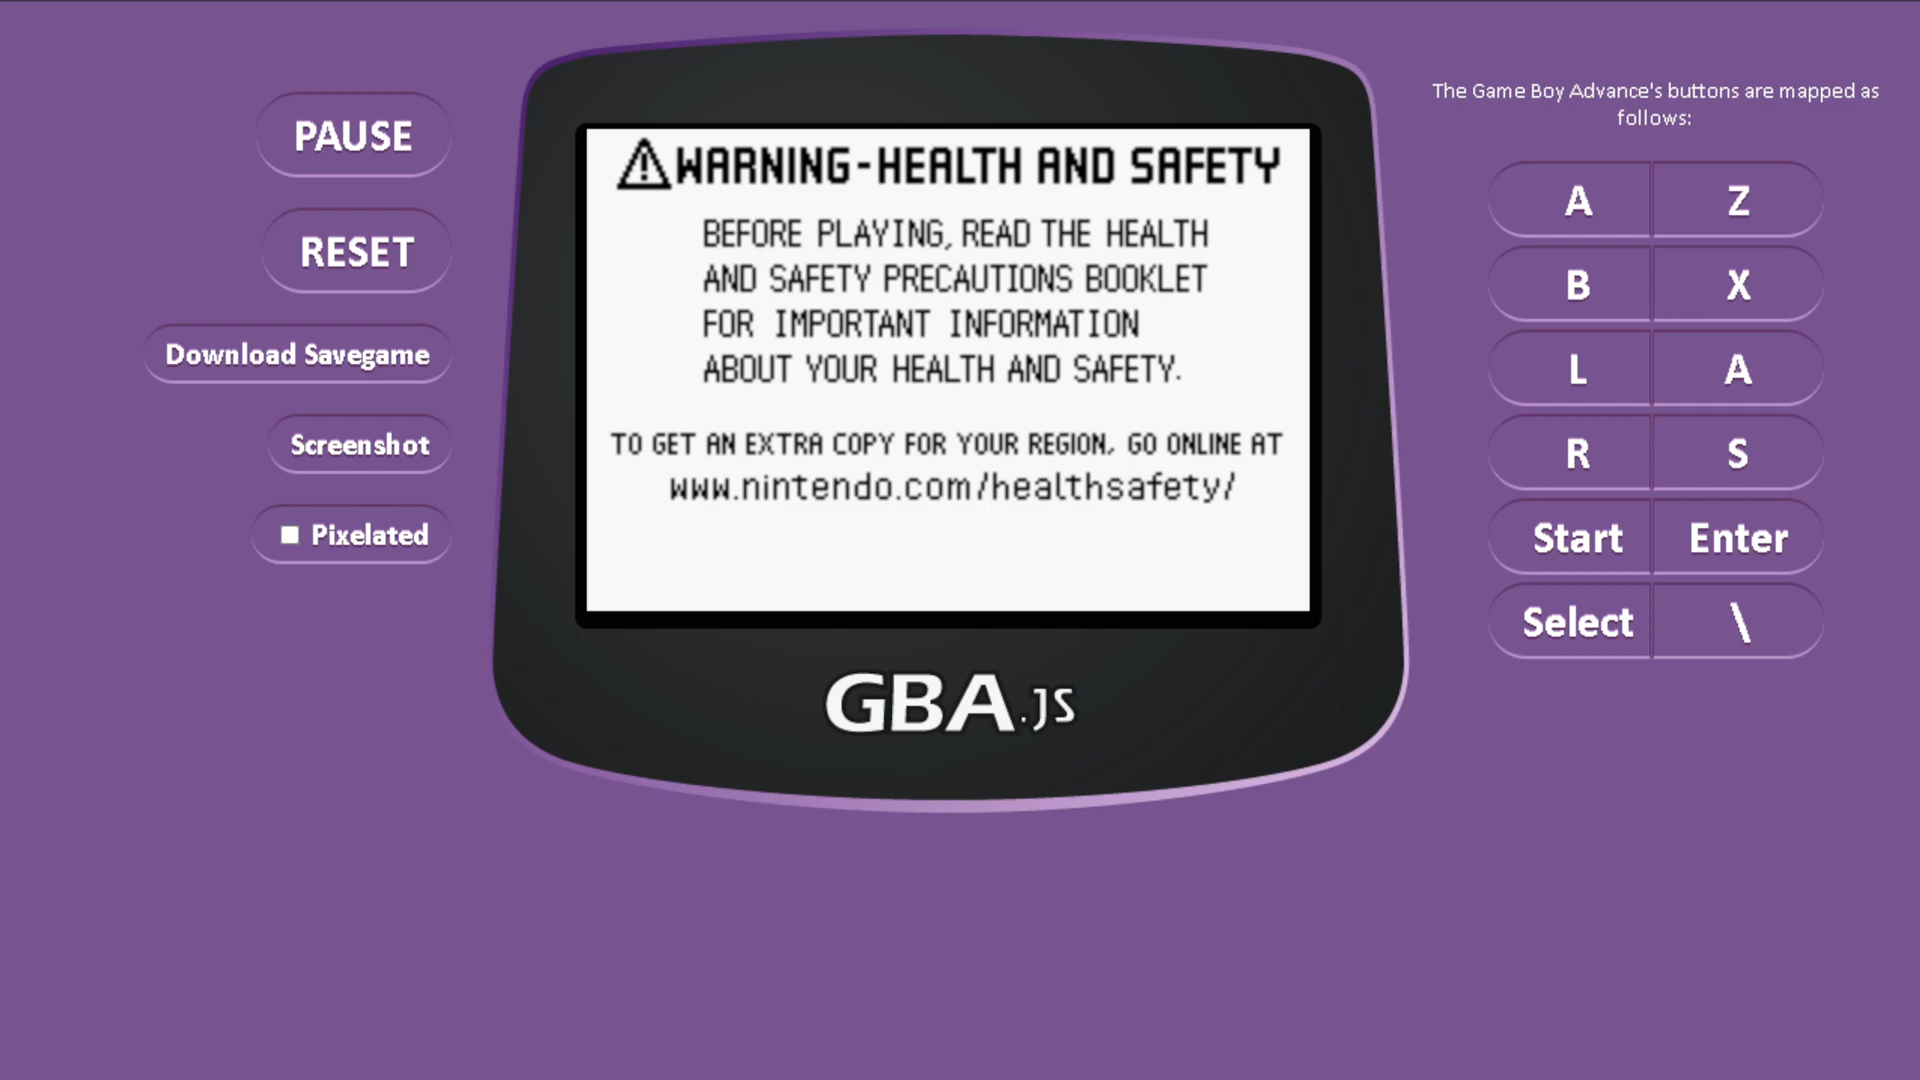 PAUSE
RESET
Download Savegame
Screenshot
Pixelated
WARNING-HEALTH AND SAFETY
BEFORE PLAYING, READ THE HEALTH
AND SAFETY PRECAUTIONS BOOKLET
FOR IMPORTANT INFORMATION
ABOUT YOUR HEALTH AND SAFETY.
TO GET AN EXTRA COPY FOR YOUR REGION, GO ONLINE AT
www.nintendo.com/healthsafety/
GBA.JS
The Game Boy Advance's buttons are mapped as
follows:
A Z
B X
L A
R S
Start Enter
Select \